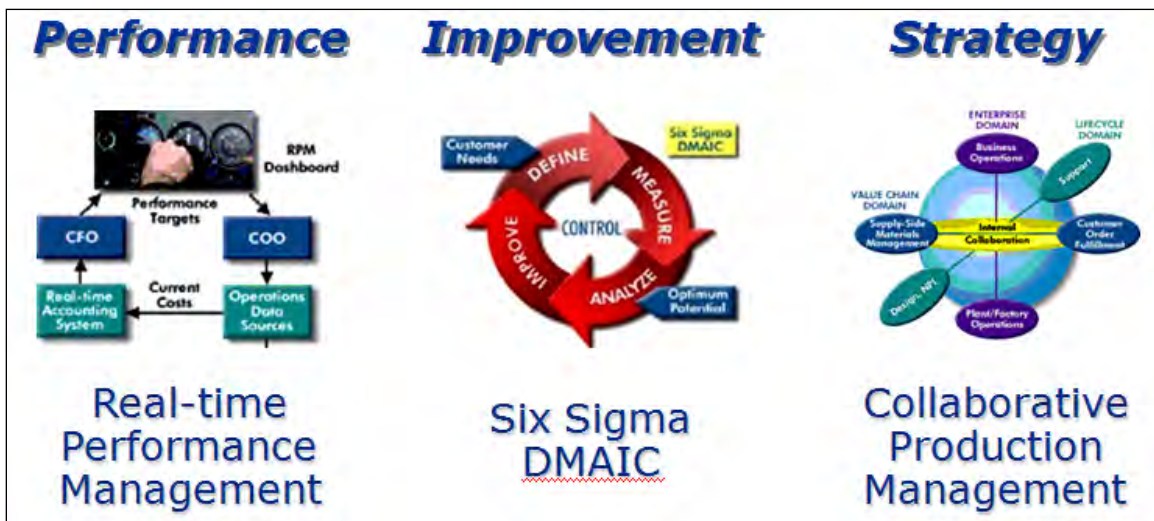 Performance
RPM
Dashboard
Performance
Targets
CFO
COO
Real-time
Accounting
System
Current
Costs
Operations
Data
Sources
Real-time
Performance
Management
Improvement
Customer
Needs
Six Sigma
DMAIC
DEFINE
MEASURE
CONTROL
IMPROVE
ANALYZE
Optimum
Potential
Six Sigma
DMAIC
Strategy
ENTERPRISE
DOMAIN
LIFECYCLE
DOMAIN
Business
Operations
Support
VALUE CHAIN
DOMAIN
Supply-Side
Materials
Management
Internal
Collaboration
Customer
Order
Fulfillment
Design, NPI
Plant/Factory
Operations
Collaborative
Production
Management